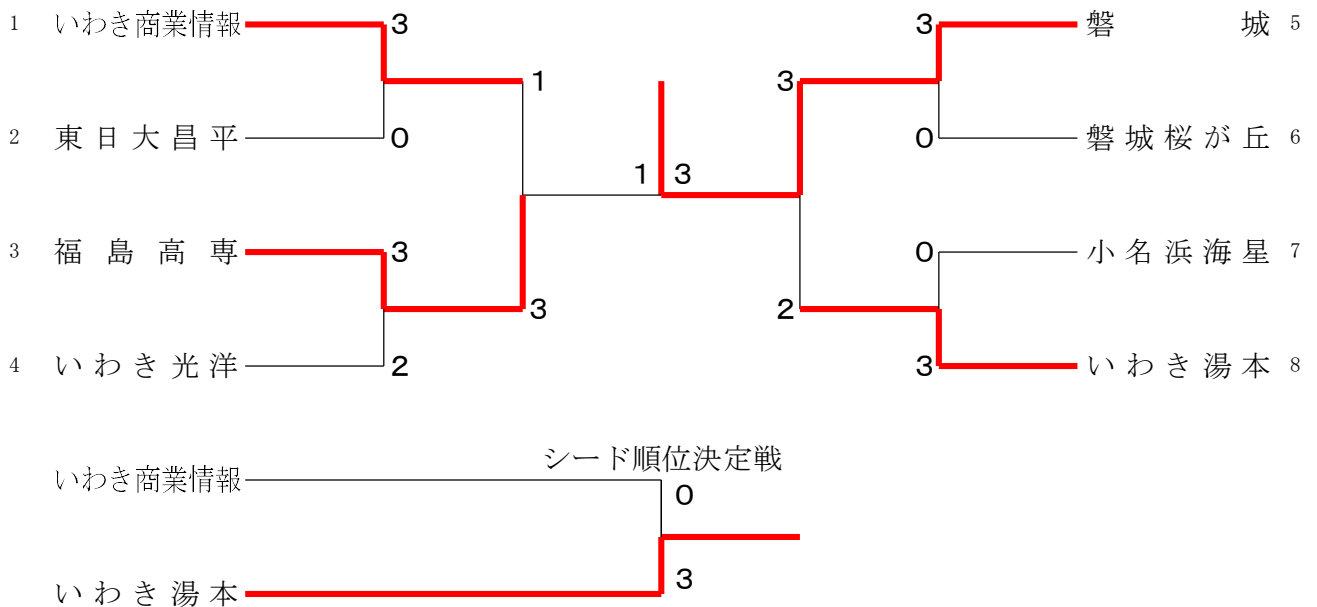 1 いわき商業情報 3 3 磐城 5
1 3
2 東日大昌平 0 0 磐城桜が丘 6
1 3
3 福島高専 3 0 小名浜海星 7
3 2
4 いわき光洋 2 3 いわき湯本 8
シード順位決定戦
いわき商業情報 0
いわき湯本 3